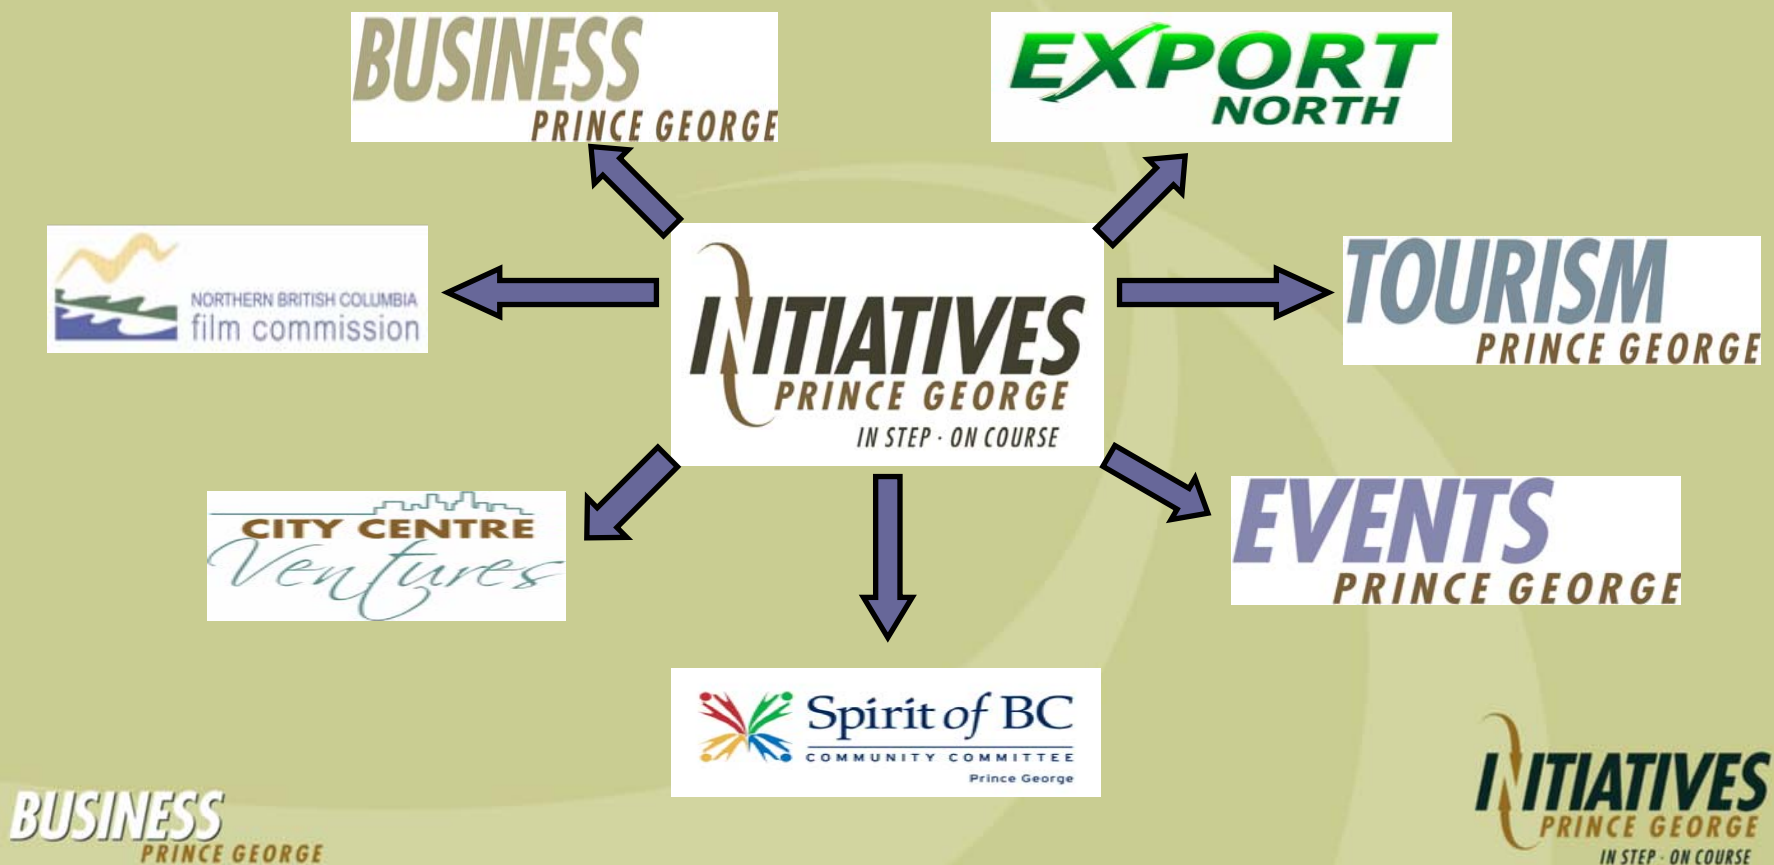 BUSINESS
PRINCE GEORGE
EXPORT
NORTH
NORTHERN BRITISH COLUMBIA
film commission
INITIATIVES
PRINCE GEORGE
IN STEP · ON COURSE
TOURISM
PRINCE GEORGE
CITY CENTRE
Ventures
EVENTS
PRINCE GEORGE
Spirit of BC
COMMUNITY COMMITTEE
Prince George
BUSINESS
PRINCE GEORGE
INITIATIVES
PRINCE GEORGE
IN STEP · ON COURSE